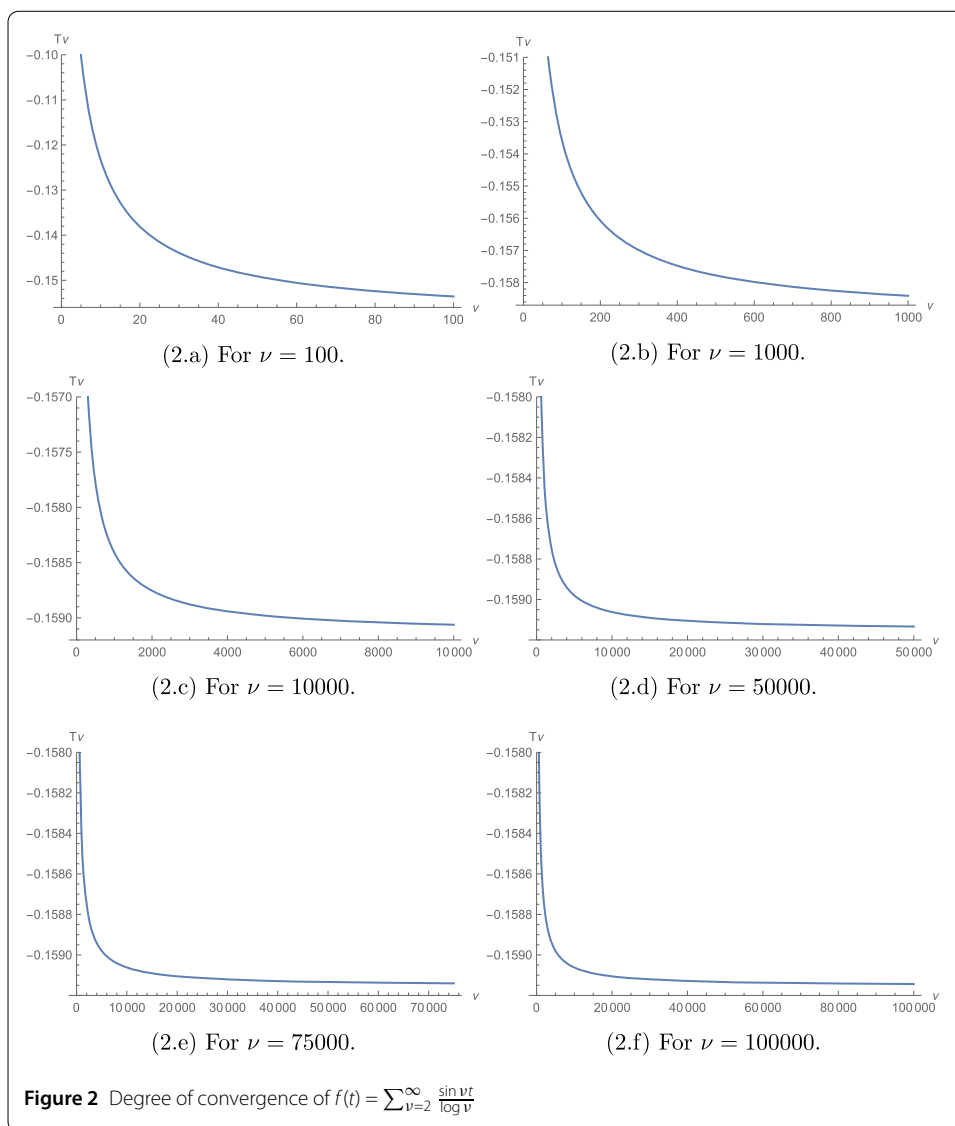 Tν
−0.10
−0.11
−0.12
−0.13
−0.14
−0.15
0 20 40 60 80 100 ν
(2.a) For ν = 100.
Tν
−0.151
−0.152
−0.153
−0.154
−0.155
−0.156
−0.157
−0.158
0 200 400 600 800 1000 ν
(2.b) For ν = 1000.
Tν
−0.1570
−0.1575
−0.1580
−0.1585
−0.1590
0 2000 4000 6000 8000 10 000 ν
(2.c) For ν = 10000.
Tν
−0.1580
−0.1582
−0.1584
−0.1586
−0.1588
−0.1590
0 10 000 20 000 30 000 40 000 50 000 ν
(2.d) For ν = 50000.
Tν
−0.1580
−0.1582
−0.1584
−0.1586
−0.1588
−0.1590
0 10 000 20 000 30 000 40 000 50 000 60 000 70 000 ν
(2.e) For ν = 75000.
Tν
−0.1580
−0.1582
−0.1584
−0.1586
−0.1588
−0.1590
0 20 000 40 000 60 000 80 000 100 000 ν
(2.f) For ν = 100000.
Figure 2 Degree of convergence of f(t) = ∑_{ν=2}^{∞} \frac{sin νt}{log ν}